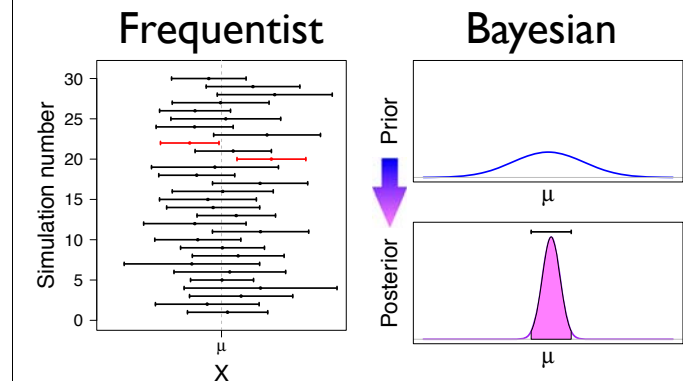 Frequentist
Simulation number
30
25
20
15
10
5
0
μ
X
Bayesian
Prior
μ
Posterior
μ